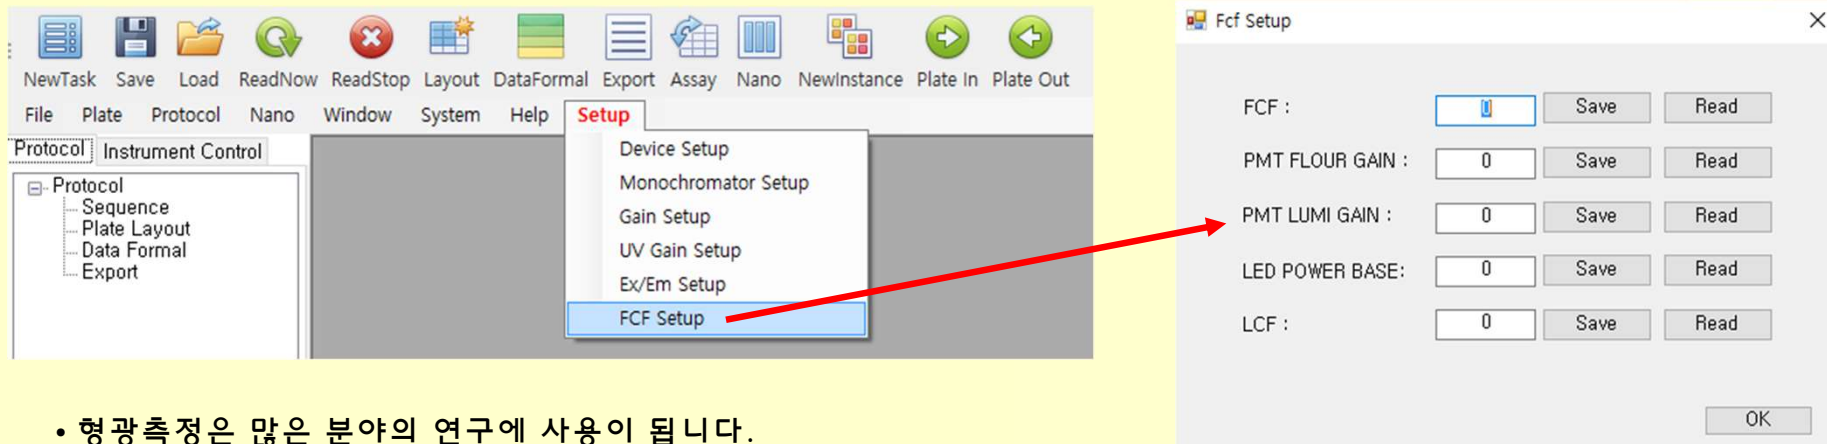 NewTask Save Load ReadNow ReadStop Layout DataFormal Export Assay Nano NewInstance Plate In Plate Out
File Plate Protocol Nano Window System Help Setup
Protocol Instrument Control
Protocol
Sequence
Plate Layout
Data Formal
Export
Device Setup
Monochromator Setup
Gain Setup
UV Gain Setup
Ex/Em Setup
FCF Setup
Fcf Setup
FCF : 0 Save Read
PMT FLOUR GAIN : 0 Save Read
PMT LUMI GAIN : 0 Save Read
LED POWER BASE: 0 Save Read
LCF : 0 Save Read
OK
• 형광측정은 많은 분야의 연구에 사용이 됩니다.